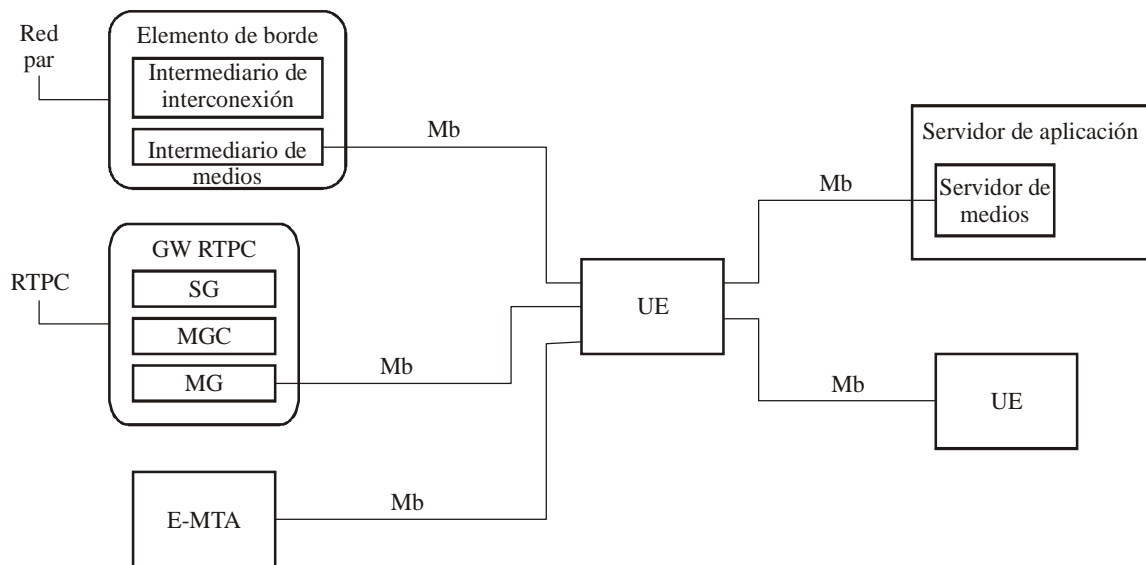 Red
par
Elemento de borde
Intermediario de
interconexión
Intermediario de
medios
Mb
Servidor de aplicación
Servidor de
medios
Mb
RTPC
GW RTPC
SG
MGC
MG
Mb
UE
Mb
UE
E-MTA
Mb